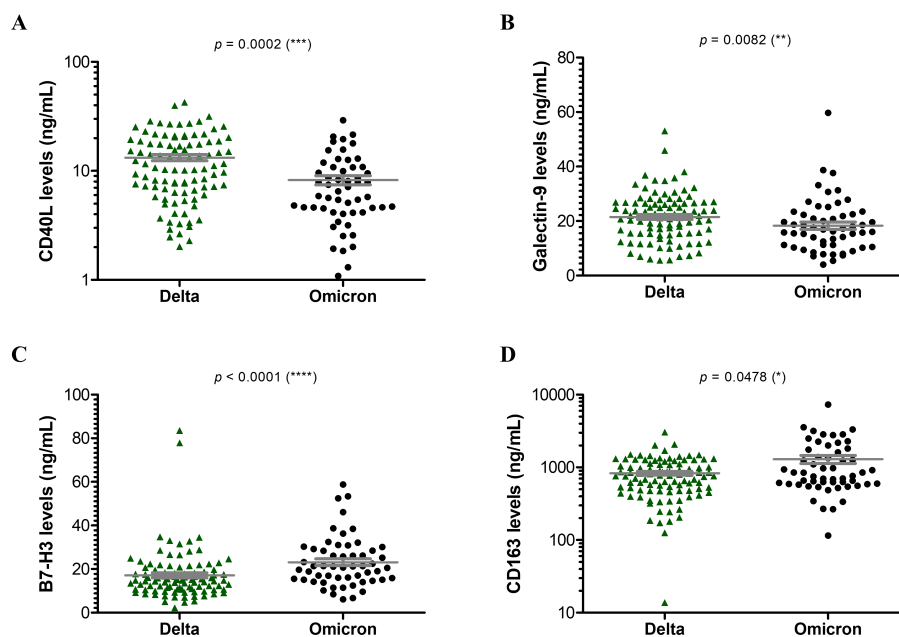 A
p = 0.0002 (***)
CD40L levels (ng/mL)
100
10
1
Delta
Omicron
B
p = 0.0082 (**)
Galectin-9 levels (ng/mL)
80
60
40
20
0
Delta
Omicron
C
p < 0.0001 (****)
B7-H3 levels (ng/mL)
100
80
60
40
20
0
Delta
Omicron
D
p = 0.0478 (*)
CD163 levels (ng/mL)
10000
1000
100
10
Delta
Omicron